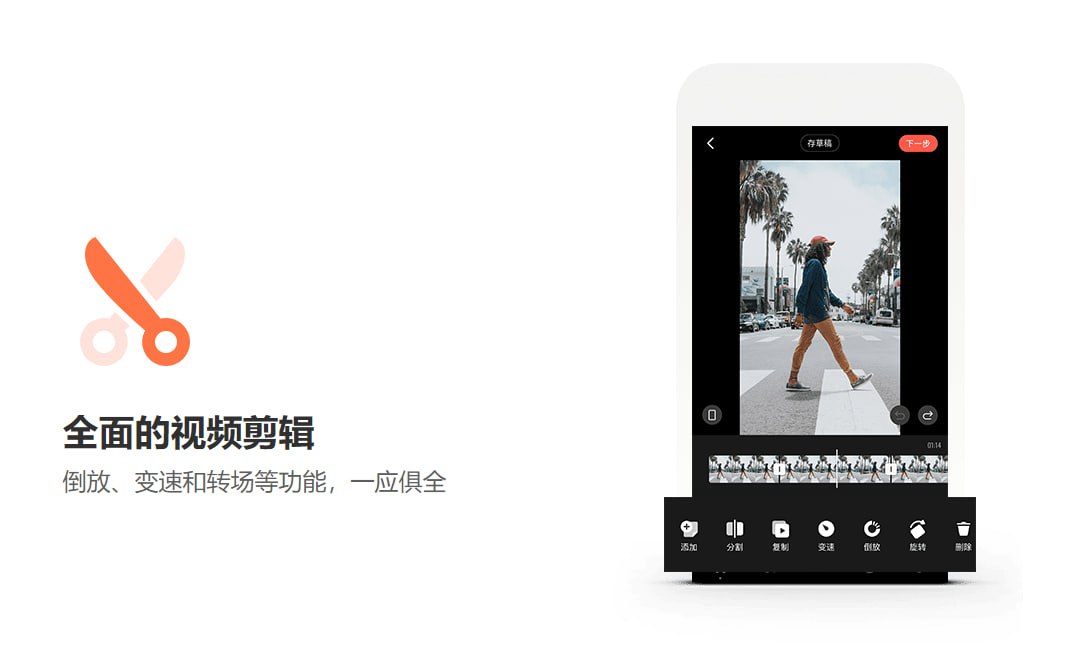 存草稿
下一步
全面的视频剪辑
倒放、变速和转场等功能，一应俱全
01:14
添加
分割
复制
变速
倒放
旋转
删除